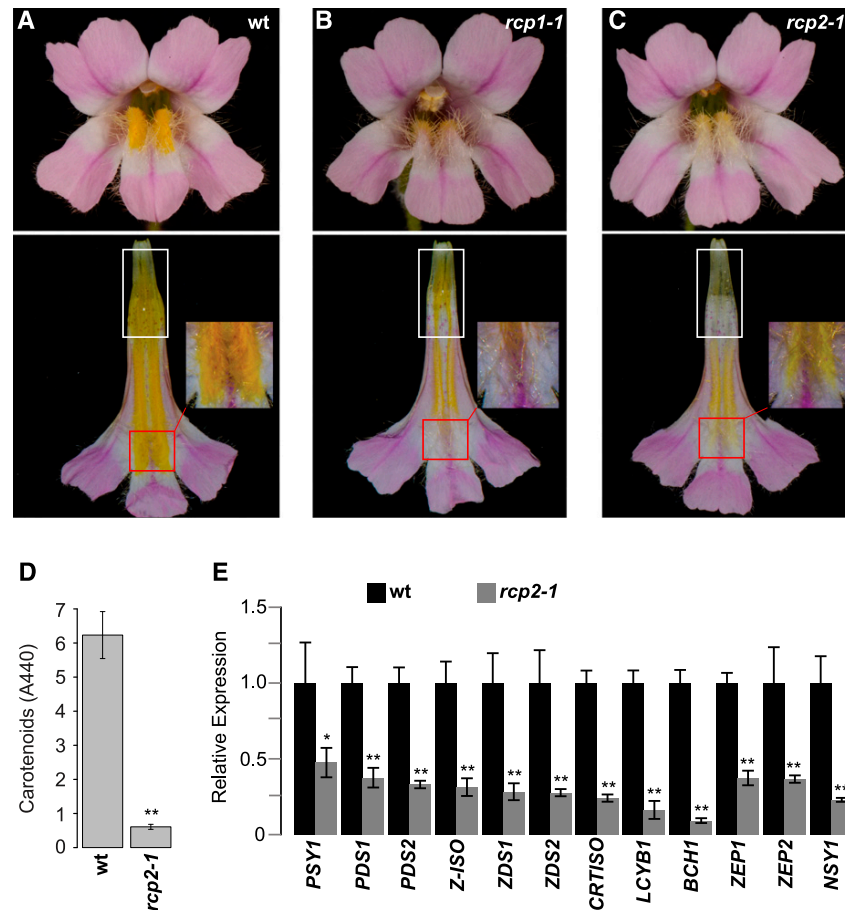 A wt
B rcp1-1
C rcp2-1
D
Carotenoids (A440)
7
6
5
4
3
2
1
0
**
wt
rcp2-1
E
wt rcp2-1
Relative Expression
1.5
1.0
0.5
0
* ** ** ** ** ** ** ** ** ** ** **
PSY1 PDS1 PDS2 Z-ISO ZDS1 ZDS2 CRTISO LCYB1 BCH1 ZEP1 ZEP2 NSY1